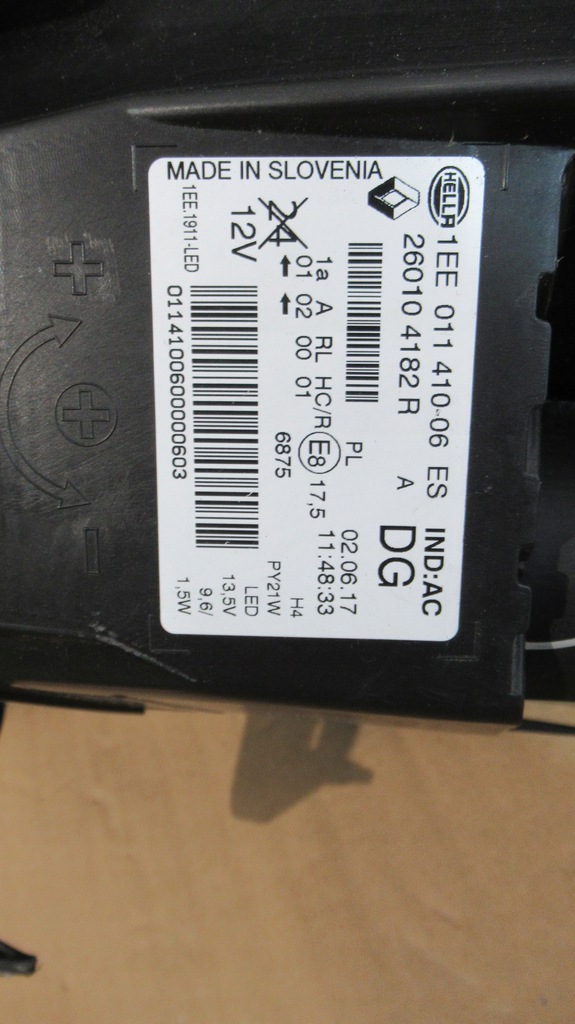 MADE IN SLOVENIA
HELLA
1EE 011 410-06 ES IND:AC
26010 4182 R A DG
PL 02.06.17
17,5 11:48:33
1a A RL HC/R E8
01 02 00 01 6875
24
12V
1EE.1911-LED
01141006000000603
H4
PY21W
LED
13,5V
9,6/
1,5W